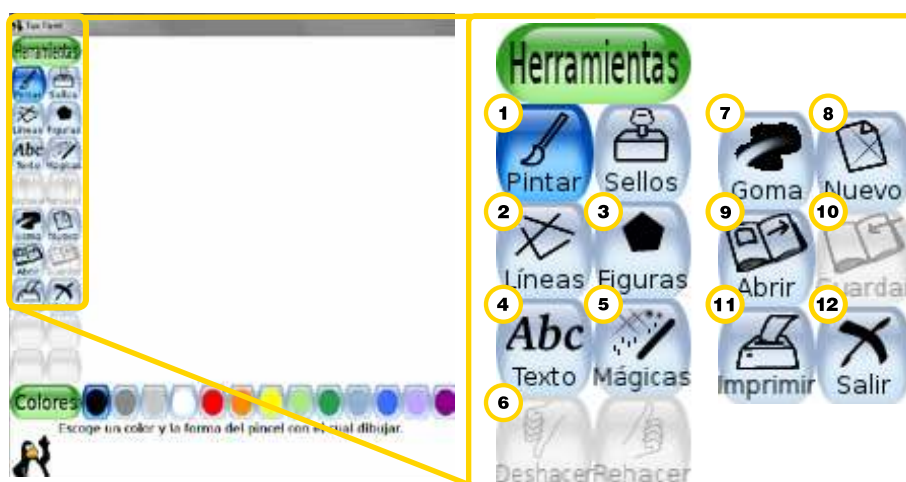 Tux Paint
Herramientas
Pintar Sellos
Líneas Figuras
Abc
Texto Mágicas
Goma Nuevo
Abrir
Colores
Escoge un color y la forma del pincel con el cual dibujar.
Herramientas
1
Pintar Sellos
2 3
Líneas Figuras
4 5
Abc
Texto Mágicas
6
Deshacer Rehacer
7 8
Goma Nuevo
9 10
Abrir Guardar
11 12
Imprimir Salir